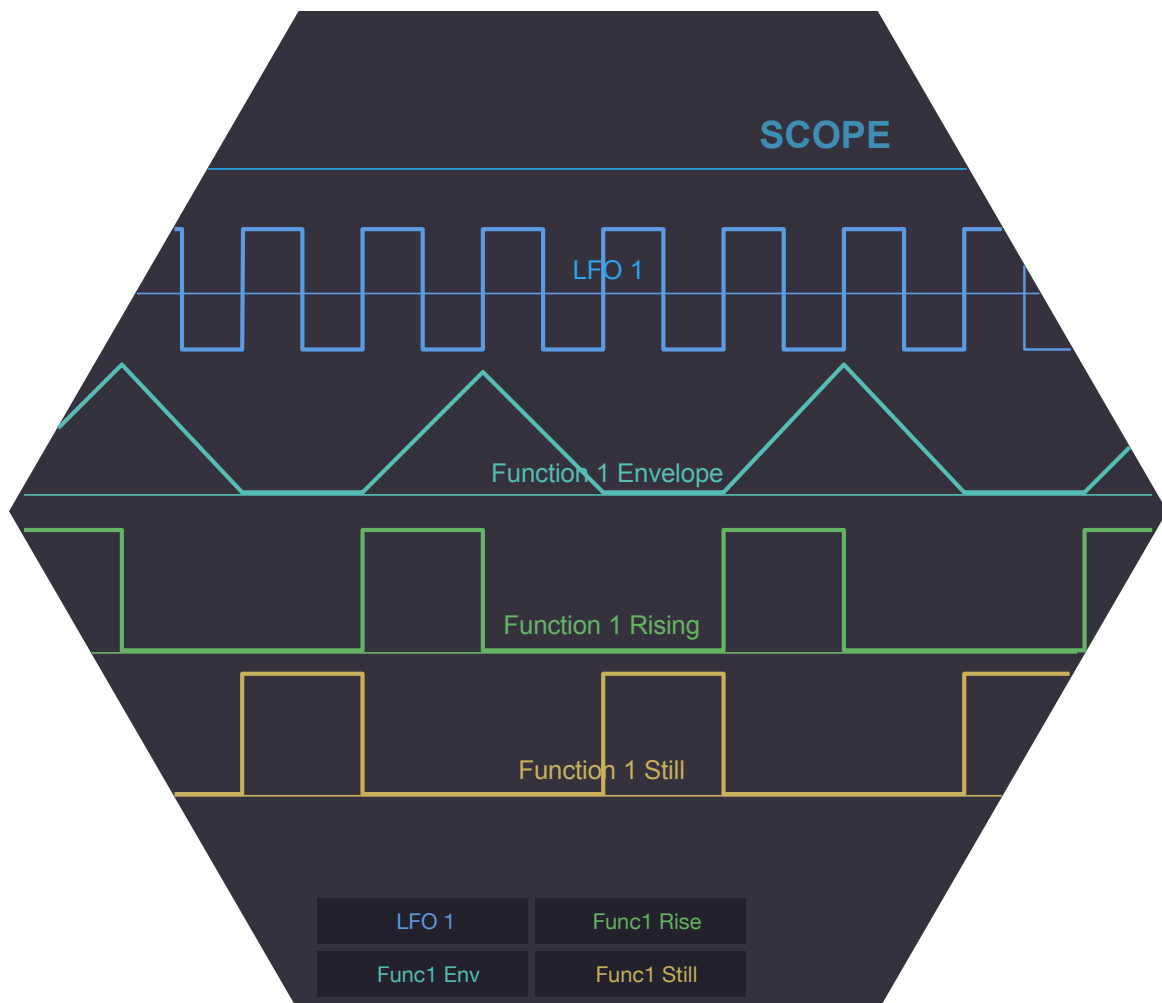 SCOPE
LFO 1
Function 1 Envelope
Function 1 Rising
Function 1 Still
LFO 1
Func1 Rise
Func1 Env
Func1 Still